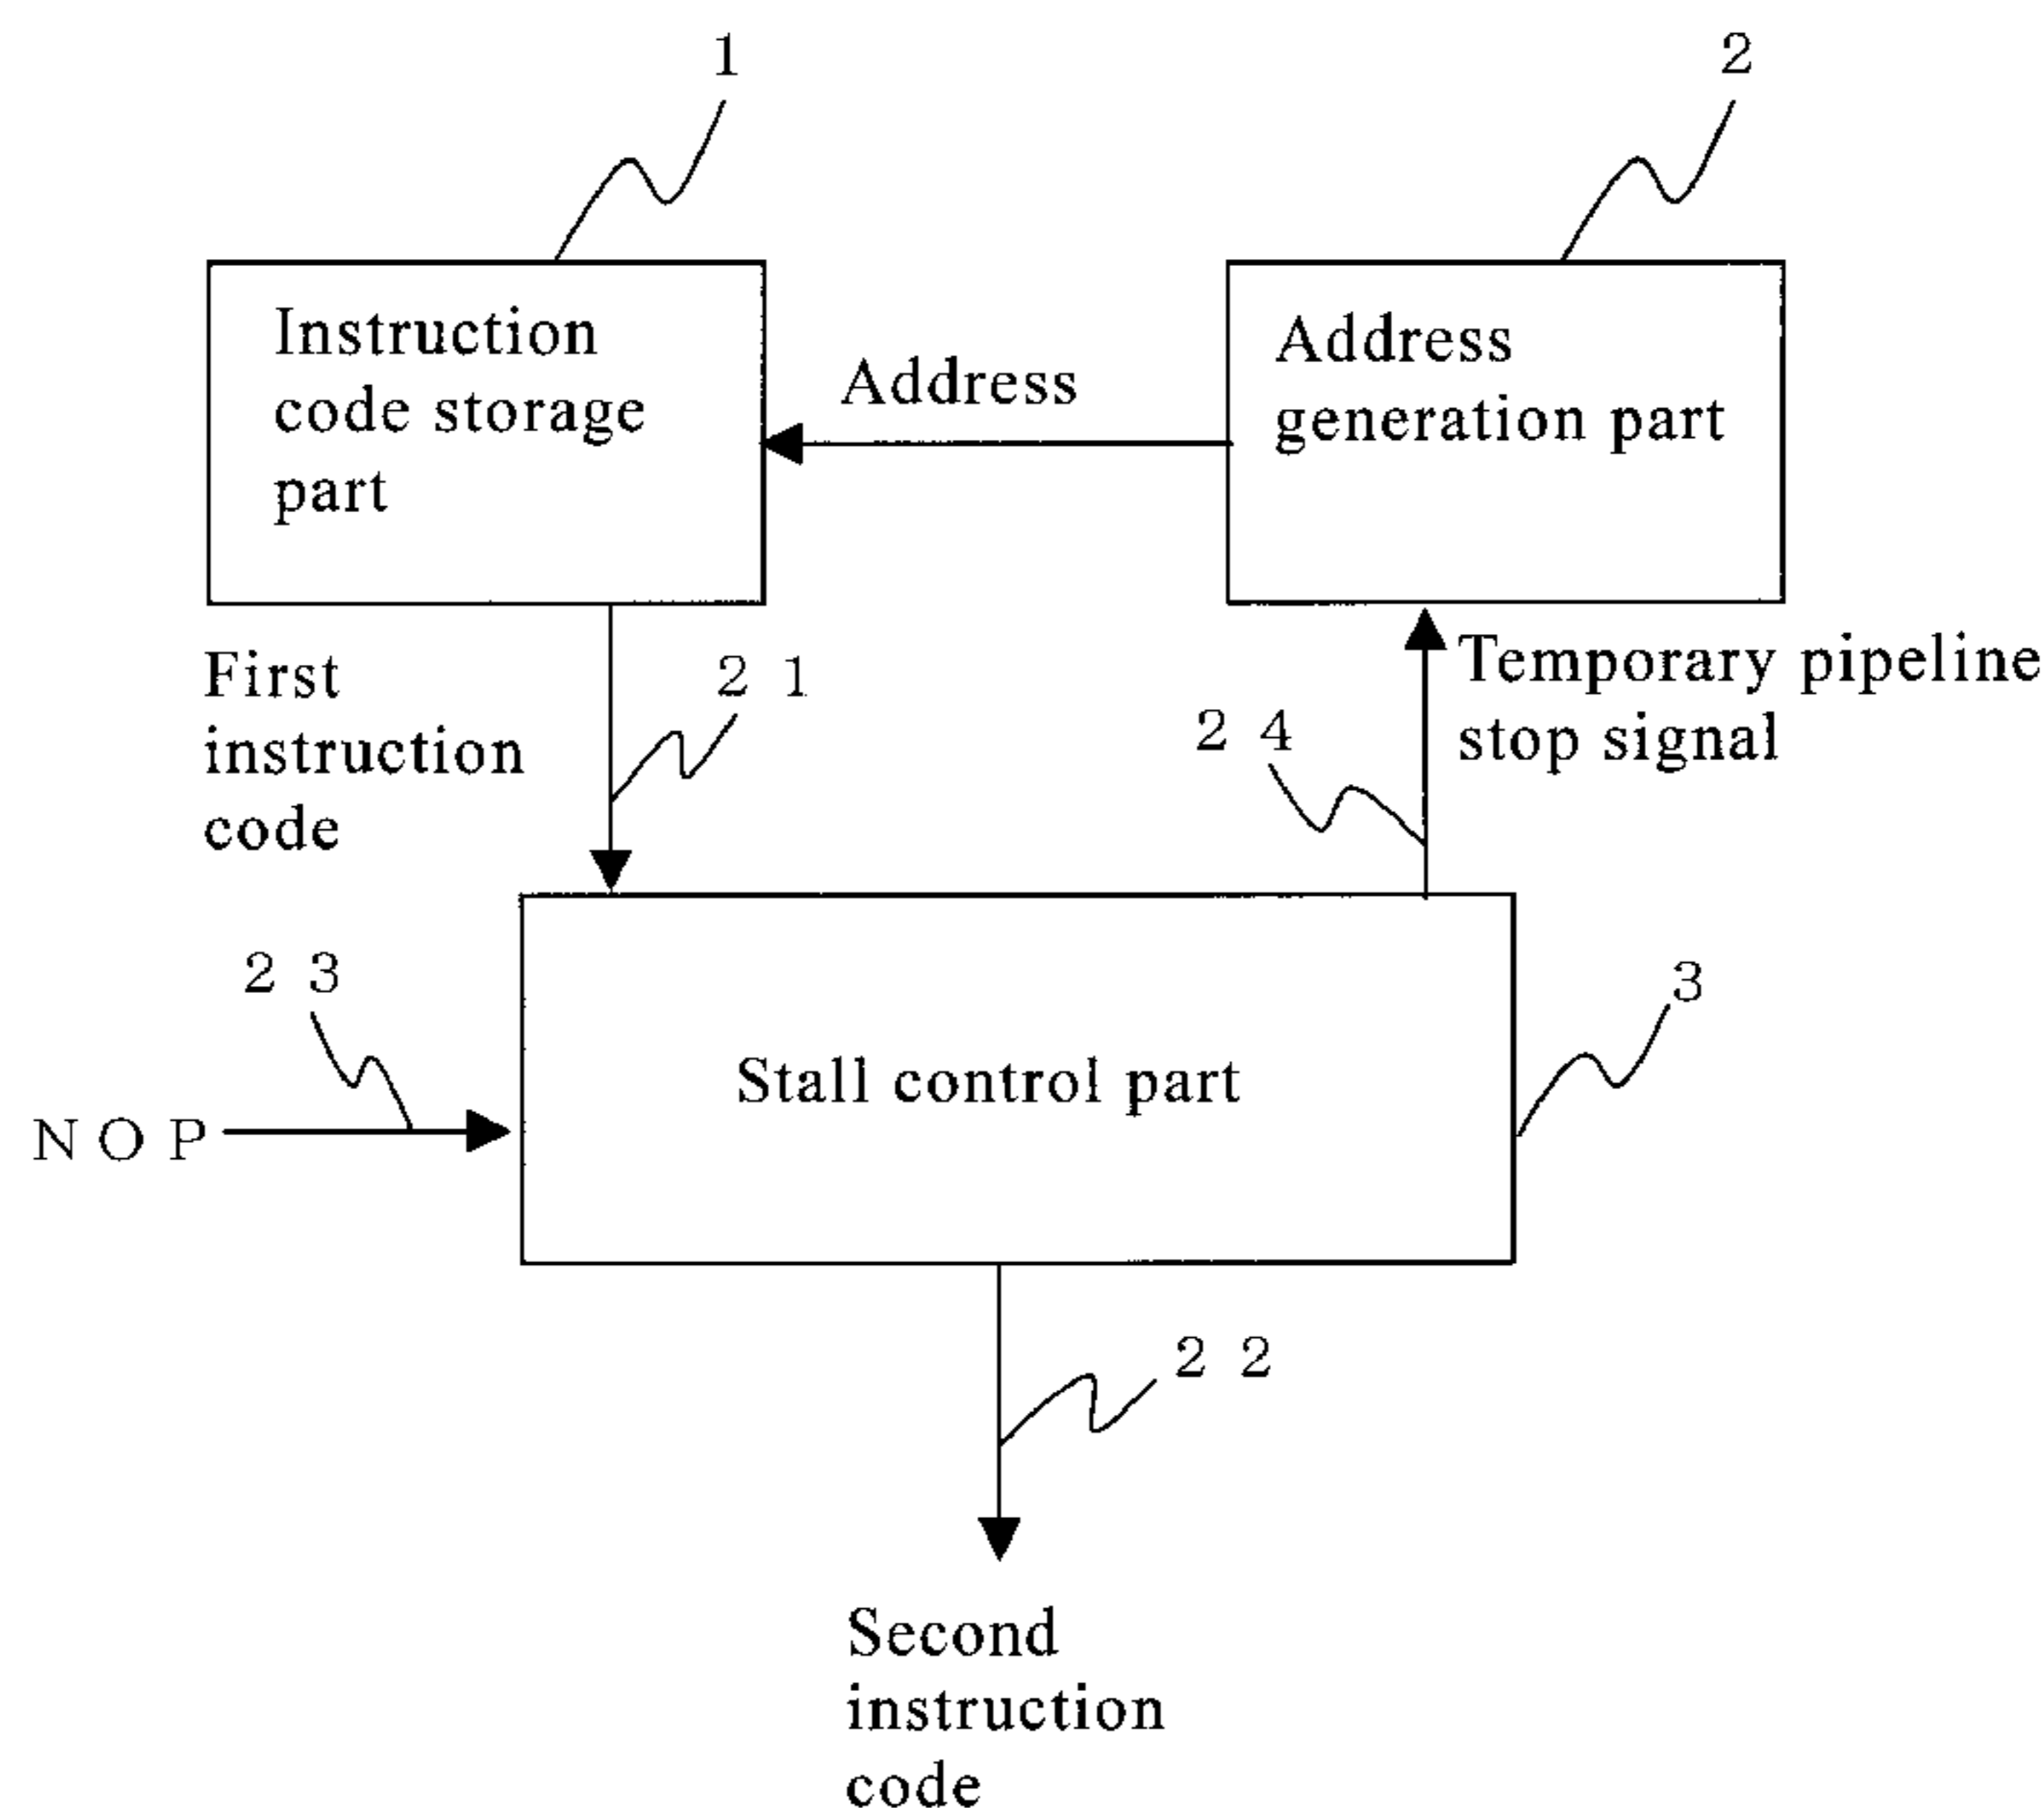 1
2
Instruction
code storage
part
Address
Address
generation part
First
instruction
code
2 1
2 4
Temporary pipeline
stop signal
2 3
3
Stall control part
N O P
2 2
Second
instruction
code